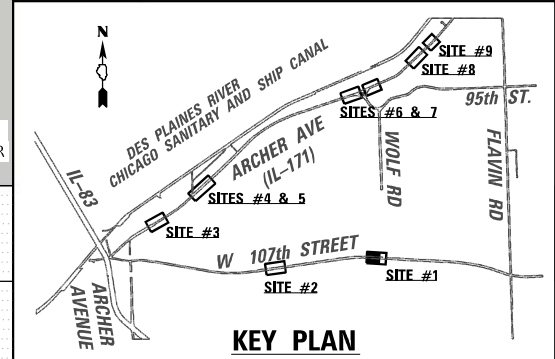 N
R
DES PLAINES RIVER
CHICAGO SANITARY AND SHIP CANAL
SITE #9
SITE #8
95th ST.
SITES #6 & 7
ARCHER AVE
(IL-171)
WOLF RD
FLAVIN RD
IL-83
SITES #4 & 5
SITE #3
W 107th STREET
SITE #1
SITE #2
ARCHER
AVENUE
KEY PLAN